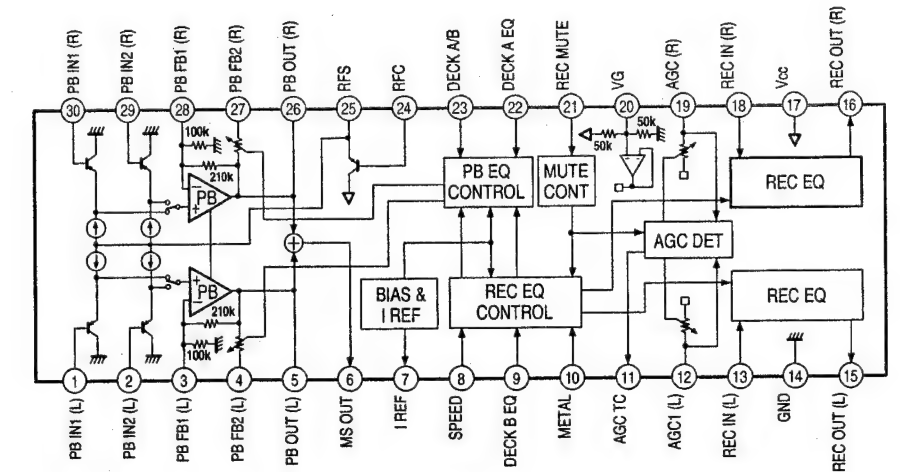 PB IN1 (R)
PB IN2 (R)
PB FB1 (R)
PB FB2 (R)
PB OUT (R)
RFS
RFC
DECK A/B
DECK A EQ
REC MUTE
VG
AGC (R)
REC IN (R)
Vcc
REC OUT (R)
30
29
28
27
26
25
24
23
22
21
20
19
18
17
16
100k
210k
50k
50k
− PB +
PB EQ
CONTROL
MUTE
CONT
REC EQ
AGC DET
+
+ PB −
210k
100k
BIAS &
I REF
REC EQ
CONTROL
REC EQ
1
2
3
4
5
6
7
8
9
10
11
12
13
14
15
PB IN1 (L)
PB IN2 (L)
PB FB1 (L)
PB FB2 (L)
PB OUT (L)
MS OUT
I REF
SPEED
DECK B EQ
METAL
AGC TC
AGC1 (L)
REC IN (L)
GND
REC OUT (L)